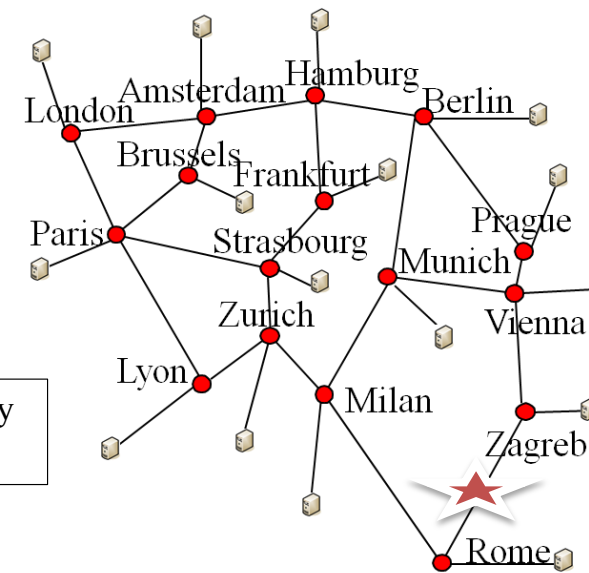 Hamburg
Amsterdam
Berlin
London
Brussels
Frankfurt
Prague
Paris
Strasbourg
Munich
Zurich
Vienna
Lyon
Milan
y
Zagreb
Rome